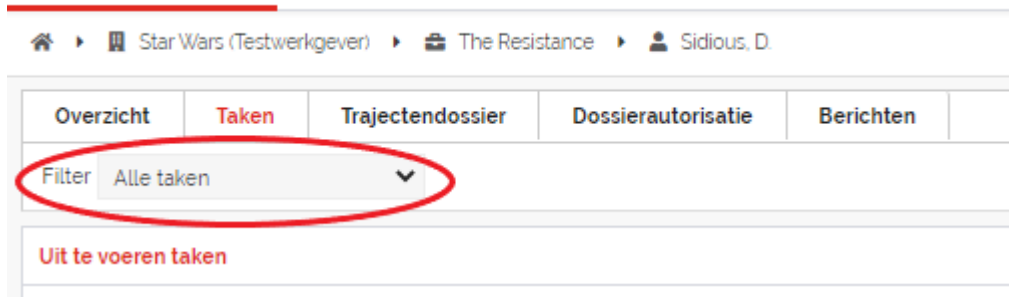 Star Wars (Testwerkgever) The Resistance Sidious, D.
Overzicht Taken Trajectendossier Dossierautorisatie Berichten
Filter Alle taken
Uit te voeren taken